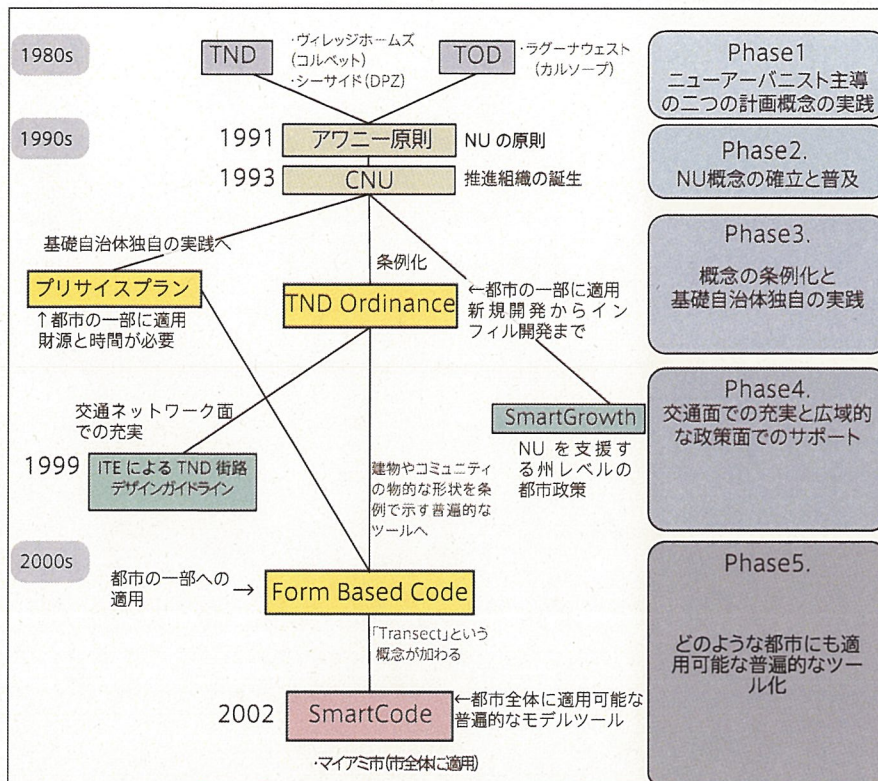 1980s
TND
・ヴィレッジホームズ
(コルベット)
・シーサイド(DPZ)
TOD
・ラグーナウェスト
(カルソープ)
Phase1
ニューアーバニスト主導
の二つの計画概念の実践
1990s
1991
アワニー原則
NUの原則
1993
CNU
推進組織の誕生
Phase2.
NU概念の確立と普及
基礎自治体独自の実践へ
プリサイスプラン
↑都市の一部に適用
財源と時間が必要
条例化
TND Ordinance
←都市の一部に適用
新規開発からイン
フィル開発まで
Phase3.
概念の条例化と
基礎自治体独自の実践
交通ネットワーク面
での充実
1999
ITEによるTND街路
デザインガイドライン
SmartGrowth
NUを支援す
る州レベルの
都市政策
Phase4.
交通面での充実と広域的
な政策面でのサポート
建物やコミュニティ
の物的な形状を条
例で示す普遍的な
ツールへ
2000s
都市の一部への
適用　→
Form Based Code
「Transect」という
概念が加わる
2002
SmartCode
←都市全体に適用可能な
普遍的なモデルツール
・マイアミ市(市全体に適用)
Phase5.
どのような都市にも適
用可能な普遍的なツー
ル化